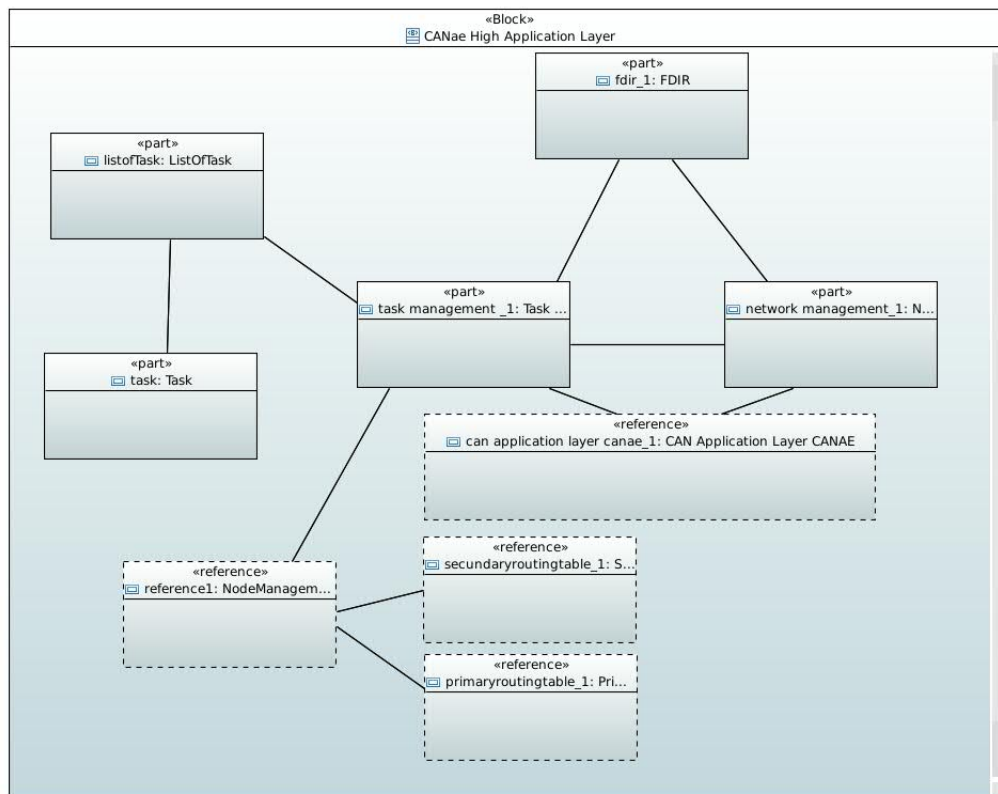 «Block»
CANae High Application Layer
«part»
fdir_1: FDIR
«part»
listofTask: ListOfTask
«part»
task management _1: Task ...
«part»
network management_1: N...
«part»
task: Task
«reference»
can application layer canae_1: CAN Application Layer CANAE
«reference»
secundaryroutingtable_1: S...
«reference»
reference1: NodeManagem...
«reference»
primaryroutingtable_1: Pri...